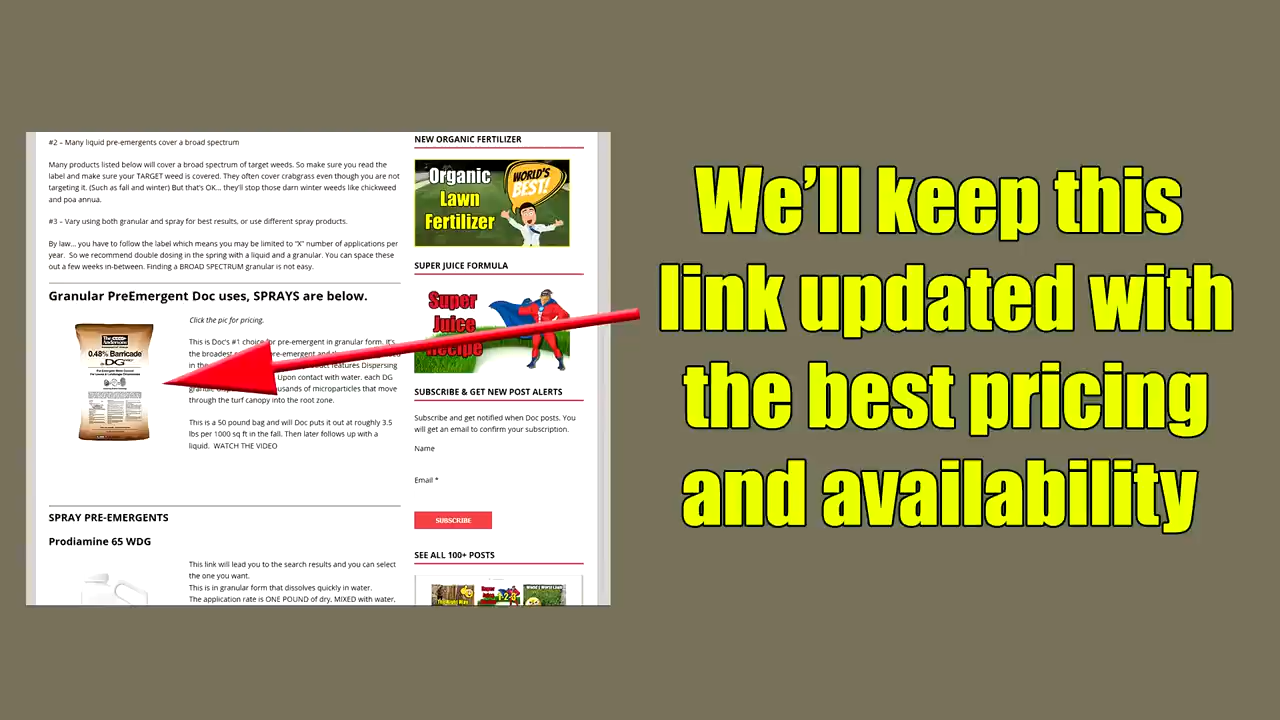 #2 – Many liquid pre-emergents cover a broad spectrum
Many products listed below will cover a broad spectrum of target weeds. So make sure you read the
label and make sure your TARGET weed is covered. They often cover crabgrass even though you are not
targeting it. (Such as fall and winter) But that's OK... they'll stop those darn winter weeds like chickweed
and poa annua.
#3 – Vary using both granular and spray for best results, or use different spray products.
By law... you have to follow the label which means you may be limited to "X" number of applications per
year. So we recommend double dosing in the spring with a liquid and a granular. You can space these
out a few weeks in-between. Finding a BROAD SPECTRUM granular is not easy.
Granular PreEmergent Doc uses, SPRAYS are below.
Click the pic for pricing.
The Andersons
0.48% Barricade
DG
This is Doc's #1 choice for pre-emergent in granular form. It's
the broadest pre-emergent and
in the features Dispersing
Upon contact with water, each DG
thousands of microparticles that move
through the turf canopy into the root zone.
This is a 50 pound bag and will Doc puts it out at roughly 3.5
lbs per 1000 sq ft in the fall. Then later follows up with a
liquid. WATCH THE VIDEO
SPRAY PRE-EMERGENTS
Prodiamine 65 WDG
This link will lead you to the search results and you can select
the one you want.
This is in granular form that dissolves quickly in water.
The application rate is ONE POUND of dry, MIXED with water,
NEW ORGANIC FERTILIZER
Organic
Lawn
Fertilizer
WORLD'S
BEST!
SUPER JUICE FORMULA
Super
Juice
Recipe
SUBSCRIBE & GET NEW POST ALERTS
Subscribe and get notified when Doc posts. You
will get an email to confirm your subscription.
Name
Email *
SUBSCRIBE
SEE ALL 100+ POSTS
We'll keep this
link updated with
the best pricing
and availability